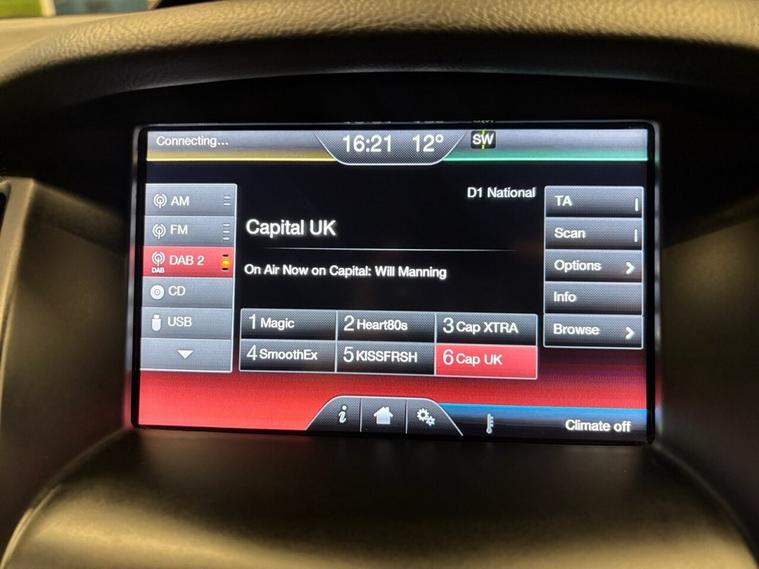 Connecting...
16:21 12° SW
D1 National
AM
FM
DAB 2
DAB
CD
USB
Capital UK
On Air Now on Capital: Will Manning
1 Magic 2 Heart80s 3 Cap XTRA
4 SmoothEx 5 KISSFRSH 6 Cap UK
TA
Scan
Options
Info
Browse
i
Climate off